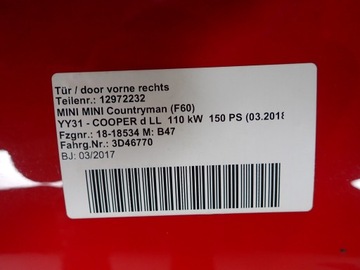 Tür / door vorne rechts
Teilenr.: 12972232
MINI MINI Countryman (F60)
YY31 - COOPER d LL 110 kW 150 PS (03.2018
Fzgnr.: 18-18534 M: B47
Fahrg.Nr.: 3D46770
BJ: 03/2017